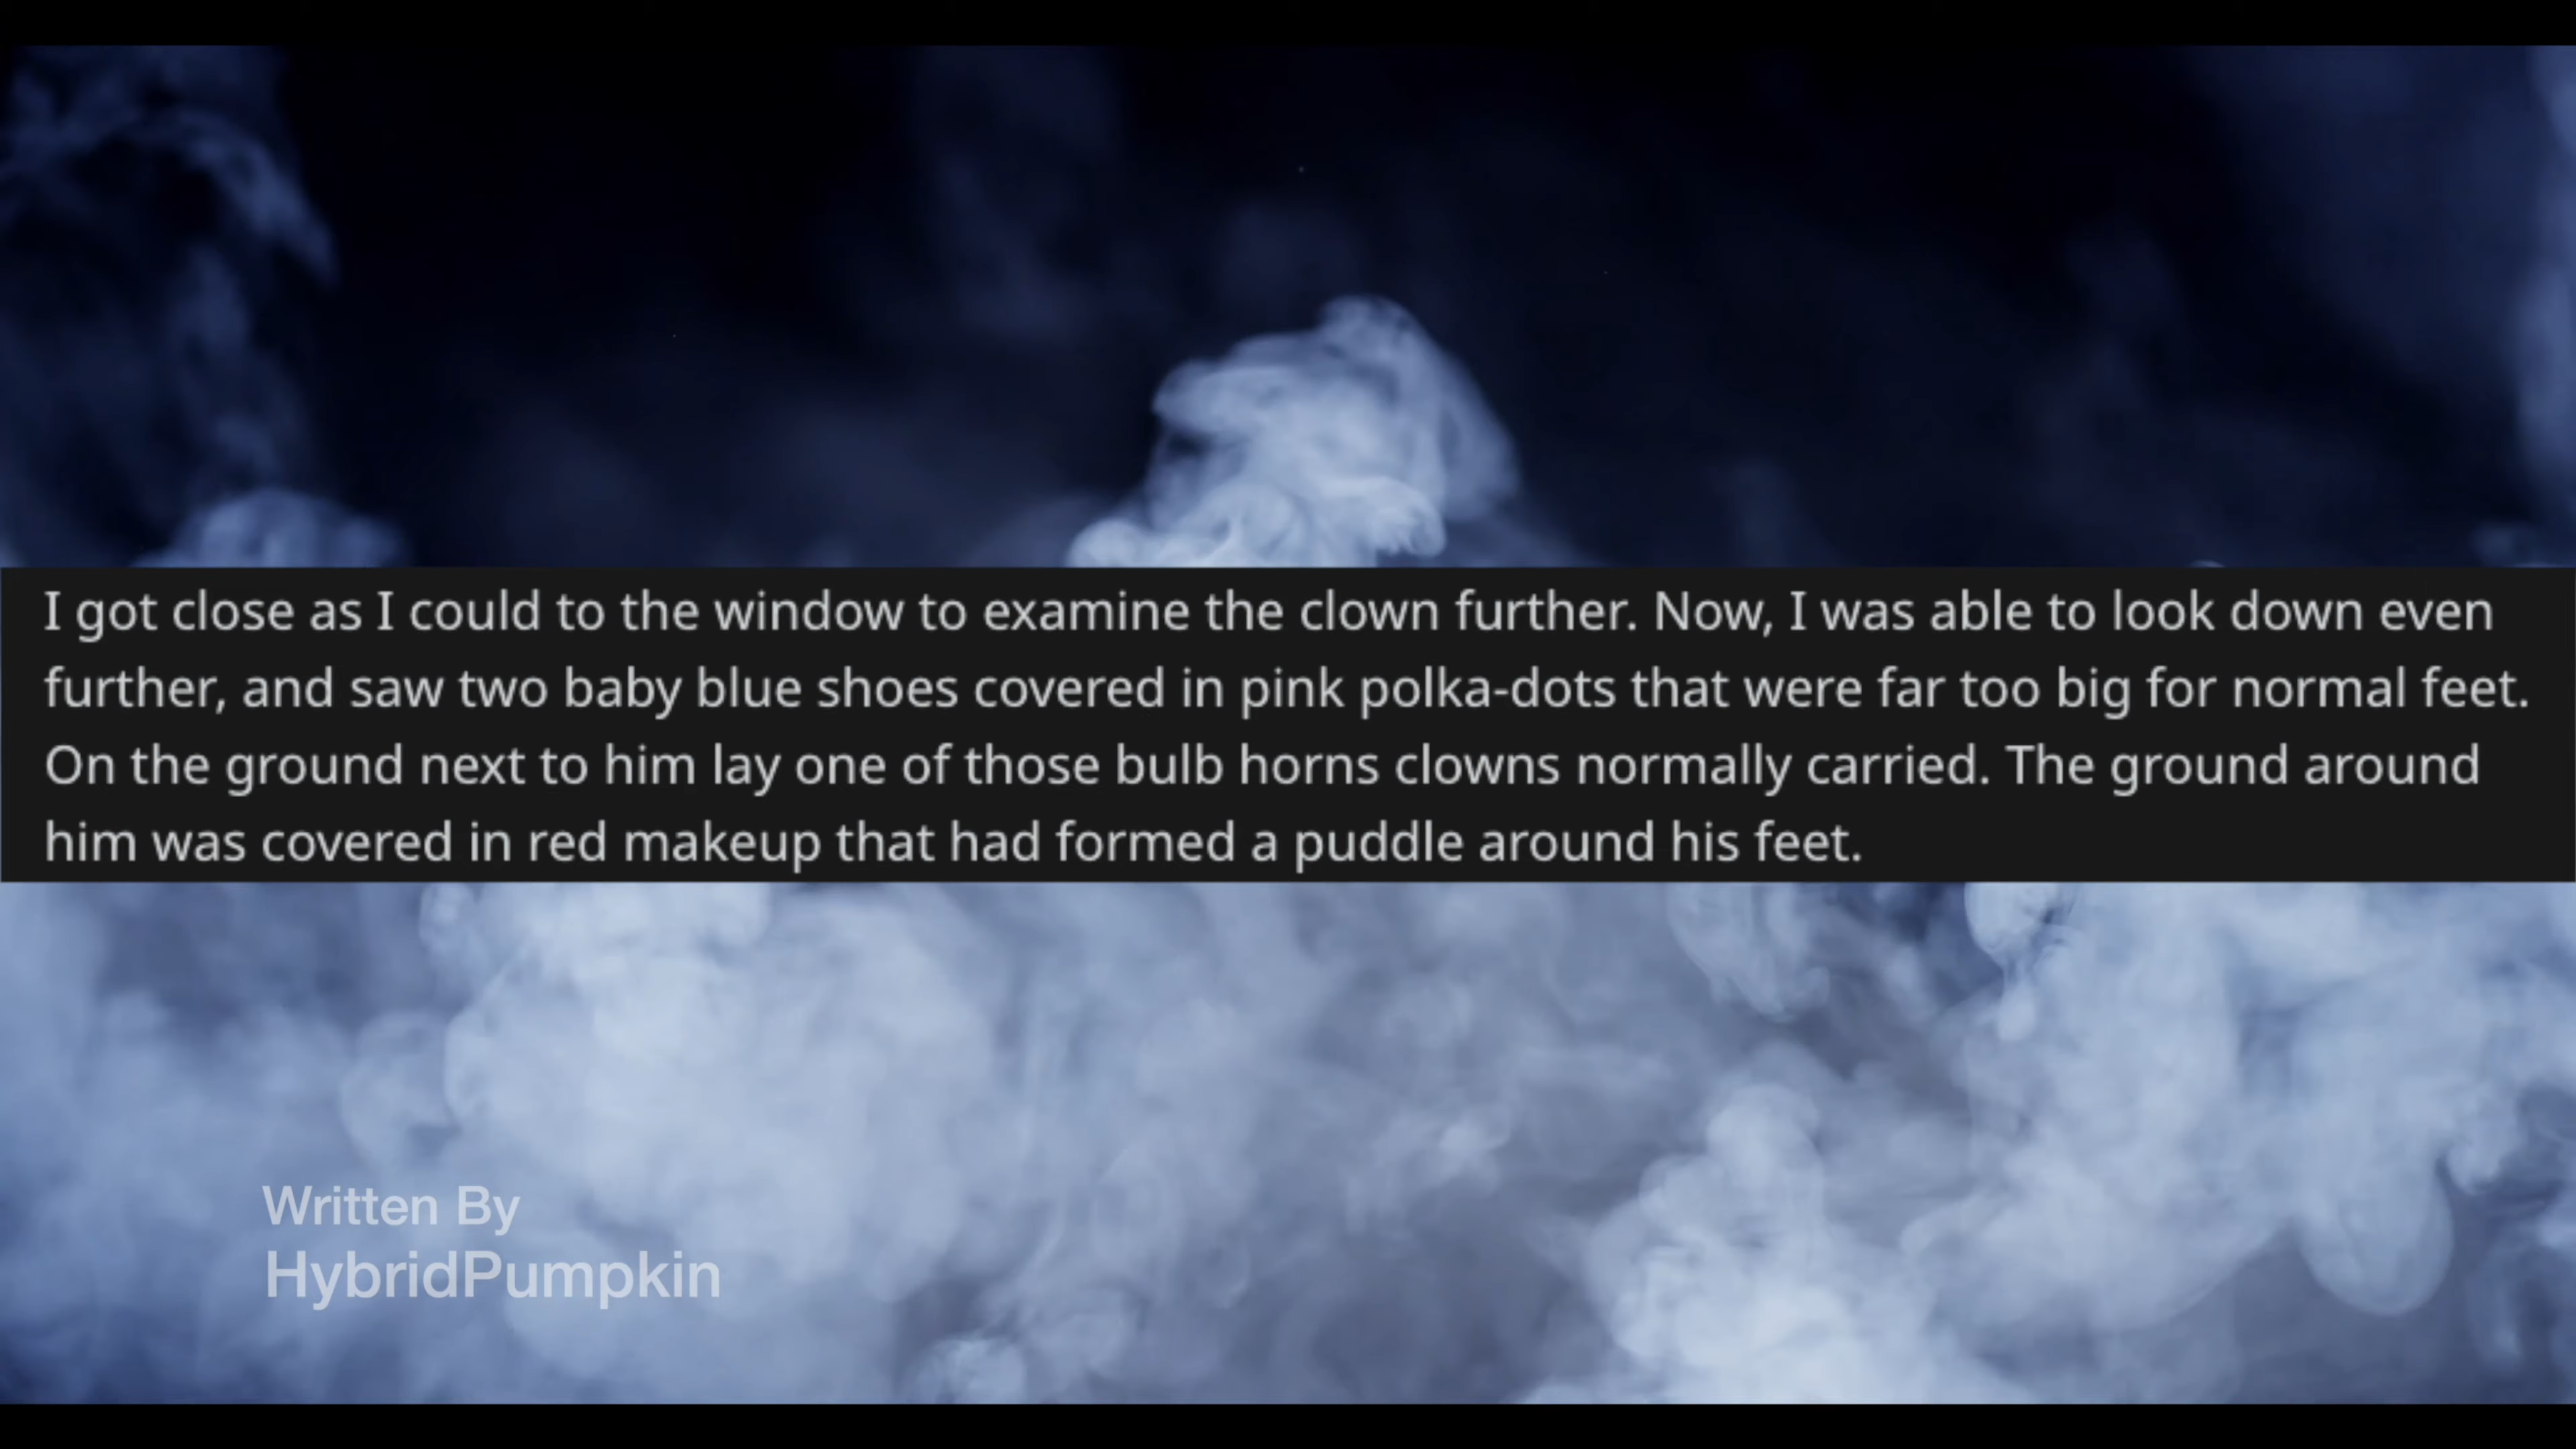 I got close as I could to the window to examine the clown further. Now, I was able to look down even
further, and saw two baby blue shoes covered in pink polka-dots that were far too big for normal feet.
On the ground next to him lay one of those bulb horns clowns normally carried. The ground around
him was covered in red makeup that had formed a puddle around his feet.
Written By
HybridPumpkin